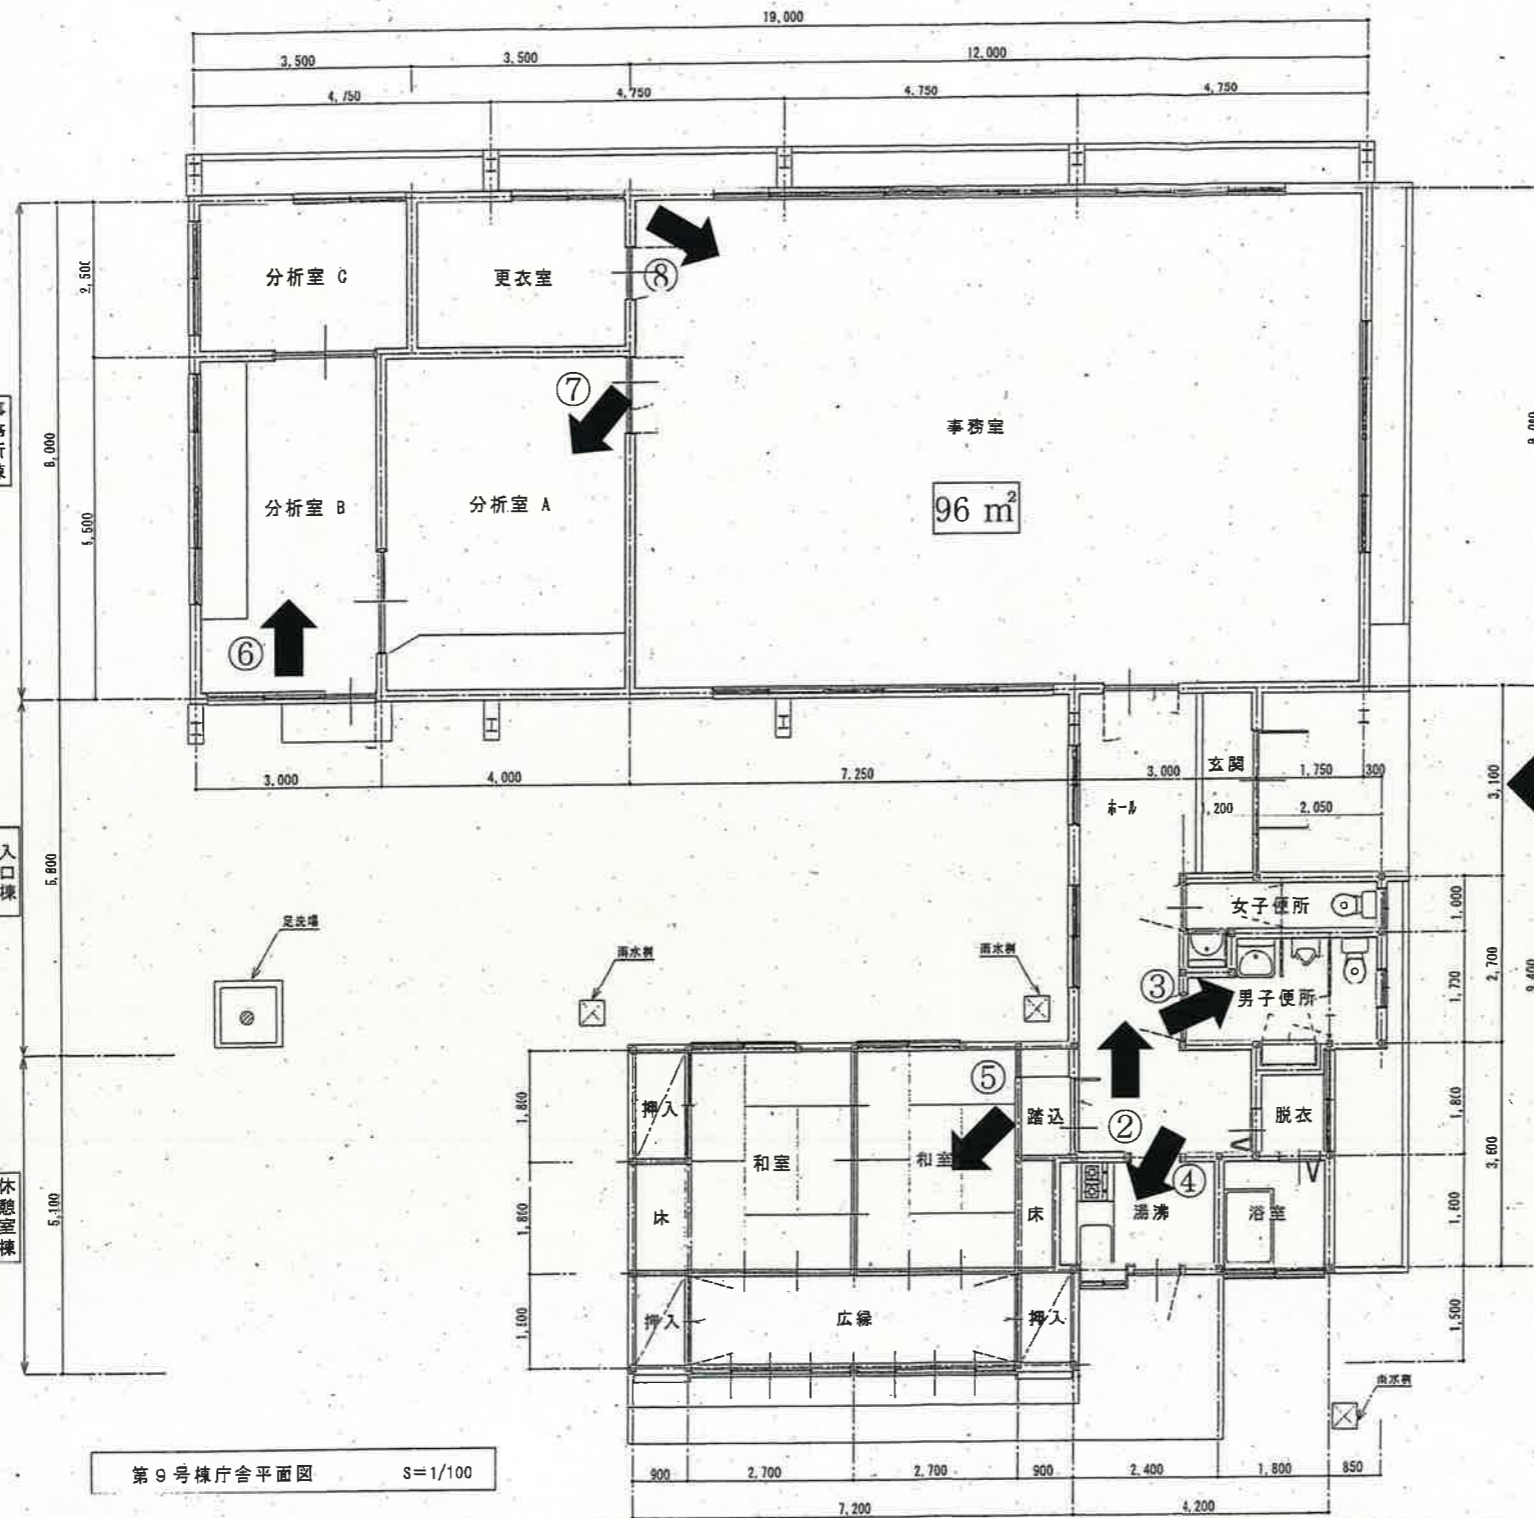 19,000
3,500
3,500
12,000
4,750
4,750
4,750
4,750
分析室 C
更衣室
⑧
2,500
⑦
事務室
8,000
分析室 B
分析室 A
96 m²
5,500
⑥
3,000
4,000
7,250
3,000
玄関
1,750
300
3,100
ホール
1,200
2,050
入口棟
5,800
女子便所
1,000
足洗場
雨水桝
雨水桝
2,700
③
男子便所
1,730
⑤
1,800
押入
踏込
②
脱衣
1,800
和室
和室
3,600
④
休憩室棟
5,100
1,800
床
床
湯沸
浴室
1,800
1,500
押入
広縁
押入
1,500
雨水桝
第9号棟庁舎平面図 S=1/100
900
2,700
2,700
900
2,400
1,800
850
7,200
4,200